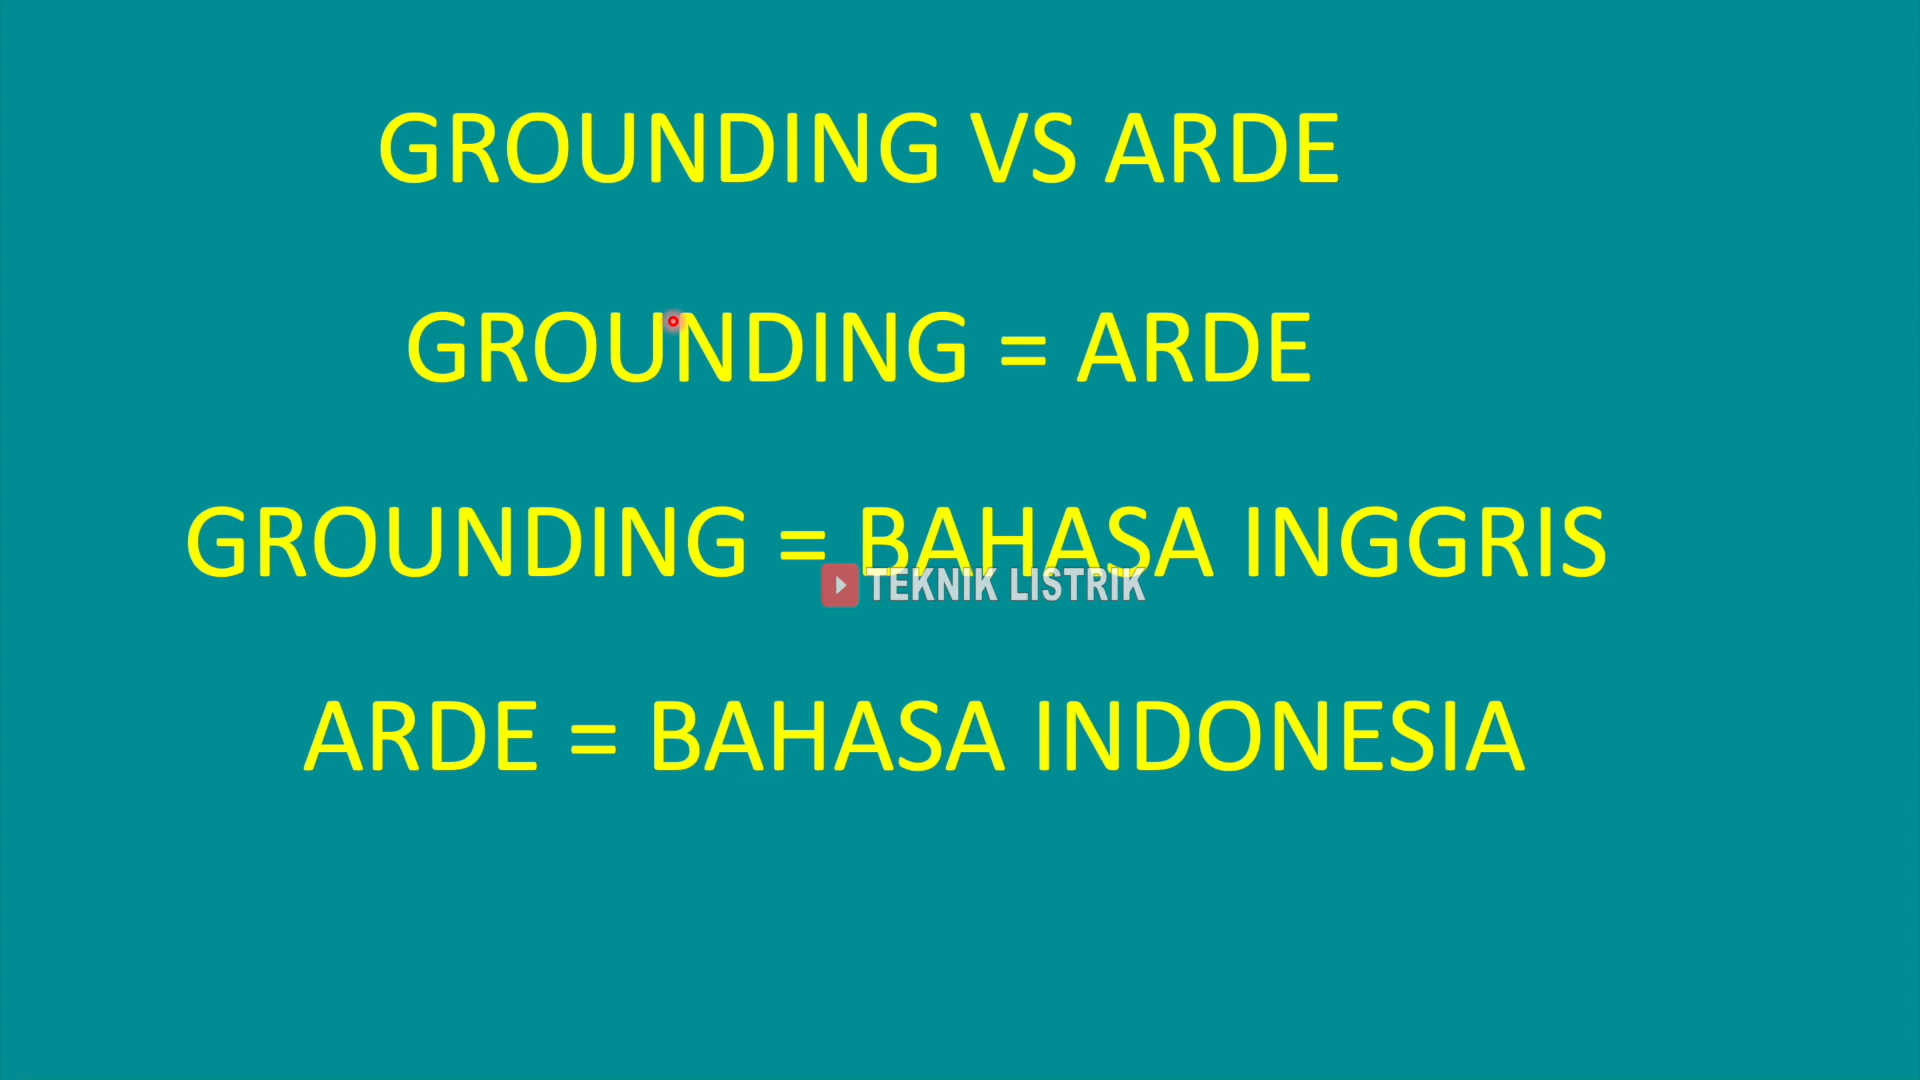 GROUNDING VS ARDE
GROUNDING = ARDE
GROUNDING = BAHASA INGGRIS
TEKNIK LISTRIK
ARDE = BAHASA INDONESIA